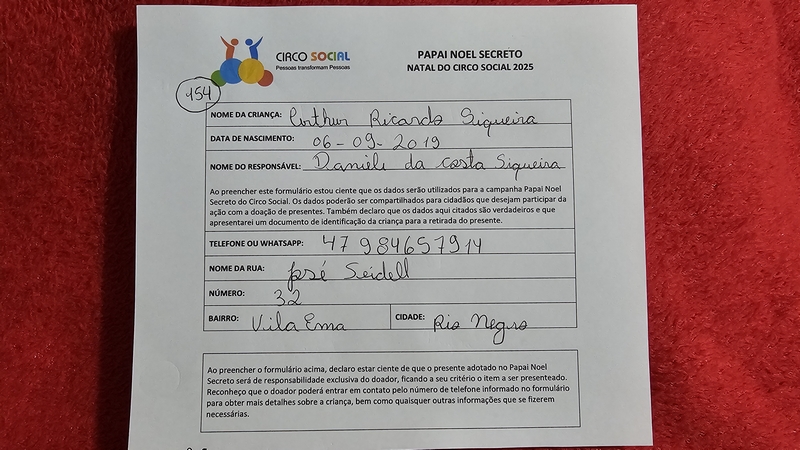 CIRCO SOCIAL
Pessoas transformam Pessoas
PAPAI NOEL SECRETO
NATAL DO CIRCO SOCIAL 2025
154
NOME DA CRIANÇA: Arthur Ricardo Siqueira
DATA DE NASCIMENTO: 06-09-2019
NOME DO RESPONSÁVEL: Daniéli da costa Siqueira
Ao preencher este formulário estou ciente que os dados serão utilizados para a campanha Papai Noel
Secreto do Circo Social. Os dados poderão ser compartilhados para cidadãos que desejam participar da
ação com a doação de presentes. Também declaro que os dados aqui citados são verdadeiros e que
apresentarei um documento de identificação da criança para a retirada do presente.
TELEFONE OU WHATSAPP: 47 984657914
NOME DA RUA: José Seidell
NÚMERO: 32
BAIRRO: Vila Ema CIDADE: Rio Negro
Ao preencher o formulário acima, declaro estar ciente de que o presente adotado no Papai Noel
Secreto será de responsabilidade exclusiva do doador, ficando a seu critério o item a ser presenteado.
Reconheço que o doador poderá entrar em contato pelo número de telefone informado no formulário
para obter mais detalhes sobre a criança, bem como quaisquer outras informações que se fizerem
necessárias.